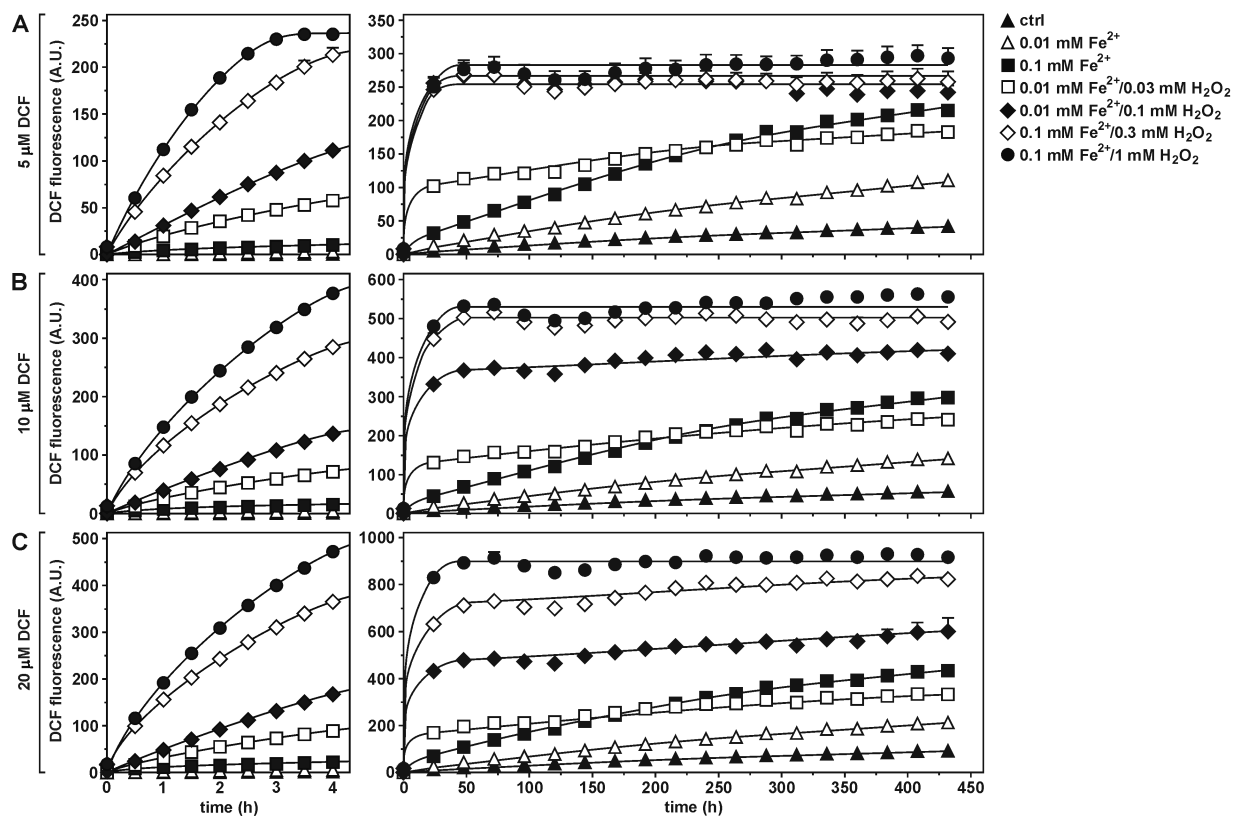 A
5 µM DCF
DCF fluorescence (A.U.)
250
200
150
100
50
0
350
300
250
200
150
100
50
0
ctrl
0.01 mM Fe²⁺
0.1 mM Fe²⁺
0.01 mM Fe²⁺/0.03 mM H₂O₂
0.01 mM Fe²⁺/0.1 mM H₂O₂
0.1 mM Fe²⁺/0.3 mM H₂O₂
0.1 mM Fe²⁺/1 mM H₂O₂
B
10 µM DCF
DCF fluorescence (A.U.)
400
300
200
100
0
600
500
400
300
200
100
0
C
20 µM DCF
DCF fluorescence (A.U.)
500
400
300
200
100
0
1000
800
600
400
200
0
0 1 2 3 4
time (h)
0 50 100 150 200 250 300 350 400 450
time (h)